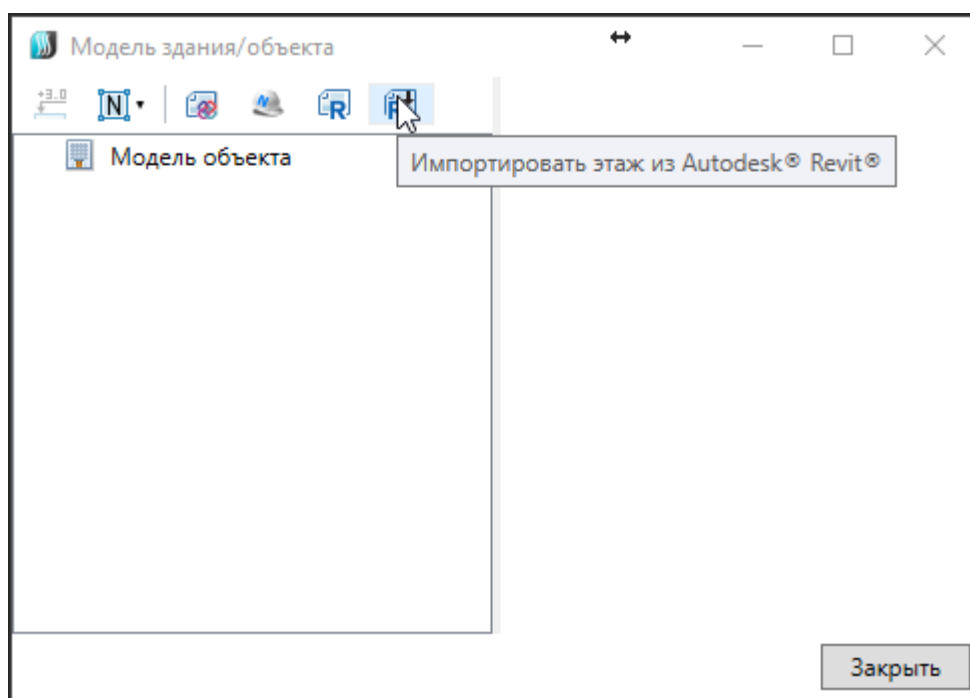 Модель здания/объекта
+3.0
N
R
Модель объекта
Импортировать этаж из Autodesk® Revit®
Закрыть